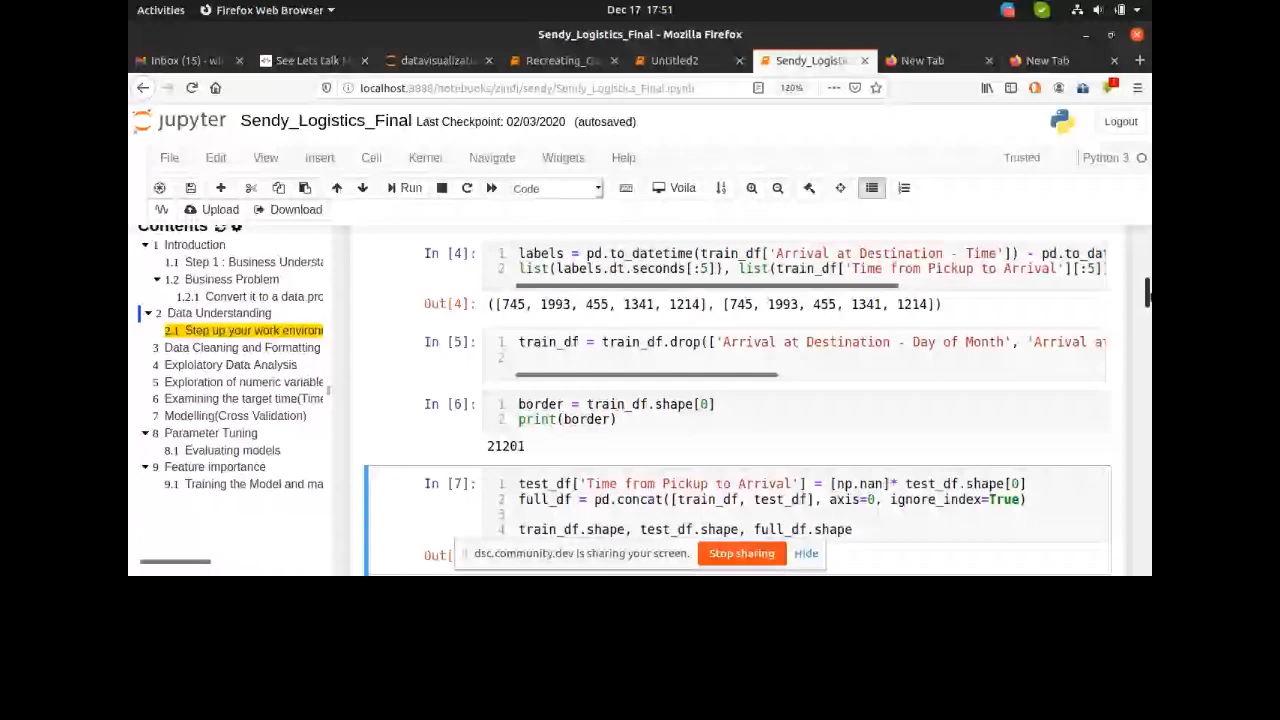 Activities Firefox Web Browser Dec 17 17:51
Sendy_Logistics_Final - Mozilla Firefox
Inbox (15) - wi See Lets talk M datavisualizati Recreating_G Untitled2 Sendy_Logisti New Tab New Tab
localhost:8888/notebooks/zindi/sendy/Sendy_Logistics_Final.ipynb 120%
jupyter Sendy_Logistics_Final Last Checkpoint: 02/03/2020 (autosaved) Logout
File Edit View Insert Cell Kernel Navigate Widgets Help Trusted Python 3
Run Code Voila
Upload Download
Contents
1 Introduction
1.1 Step 1 : Business Understa
1.2 Business Problem
1.2.1 Convert it to a data pro
2 Data Understanding
2.1 Step up your work environm
3 Data Cleaning and Formatting
4 Explolatory Data Analysis
5 Exploration of numeric variable
6 Examining the target time(Time
7 Modelling(Cross Validation)
8 Parameter Tuning
8.1 Evaluating models
9 Feature importance
9.1 Training the Model and ma
In [4]: 1 labels = pd.to_datetime(train_df['Arrival at Destination - Time']) - pd.to_dat
2 list(labels.dt.seconds[:5]), list(train_df['Time from Pickup to Arrival'][:5]
Out[4]: ([745, 1993, 455, 1341, 1214], [745, 1993, 455, 1341, 1214])
In [5]: 1 train_df = train_df.drop(['Arrival at Destination - Day of Month', 'Arrival at
2
In [6]: 1 border = train_df.shape[0]
2 print(border)
21201
In [7]: 1 test_df['Time from Pickup to Arrival'] = [np.nan]* test_df.shape[0]
2 full_df = pd.concat([train_df, test_df], axis=0, ignore_index=True)
3
4 train_df.shape, test_df.shape, full_df.shape
Out[ dsc.community.dev is sharing your screen. Stop sharing Hide